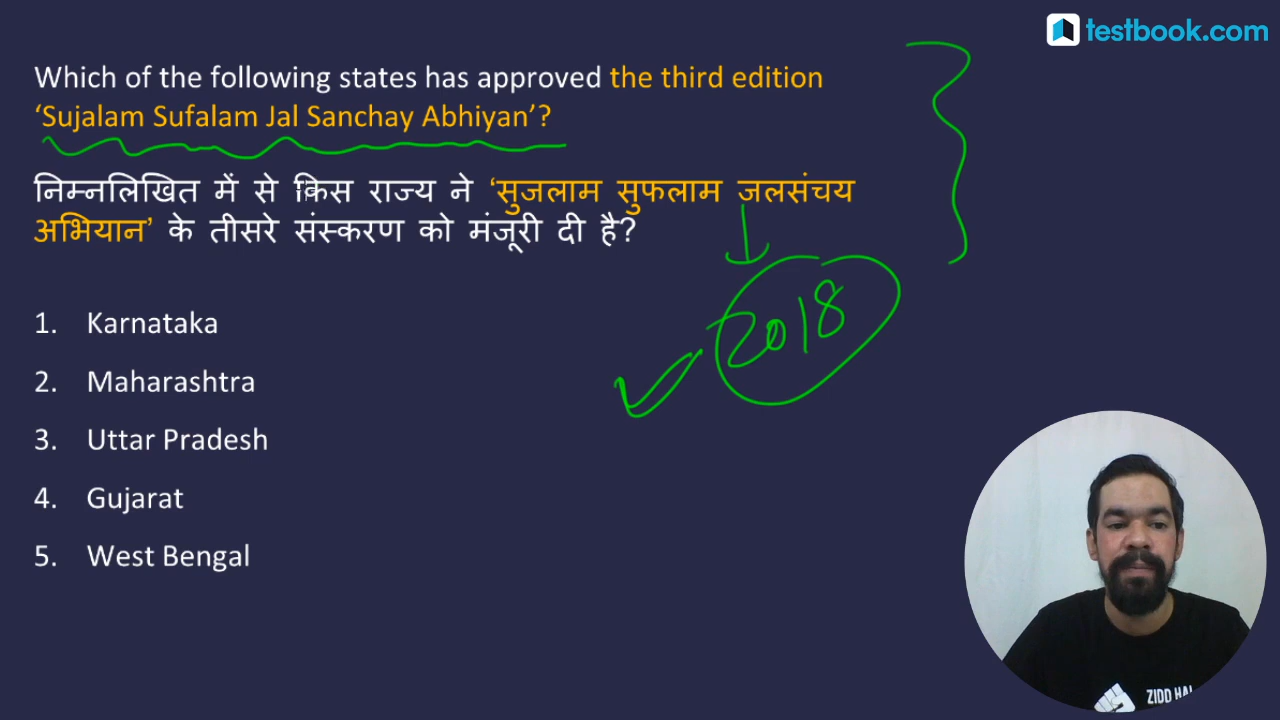 testbook.com
Which of the following states has approved the third edition
‘Sujalam Sufalam Jal Sanchay Abhiyan’?
निम्नलिखित में से किस राज्य ने ‘सुजलाम सुफलाम जलसंचय
अभियान’ के तीसरे संस्करण को मंजूरी दी है?
2018
1. Karnataka
2. Maharashtra
3. Uttar Pradesh
4. Gujarat
5. West Bengal
ZIDD